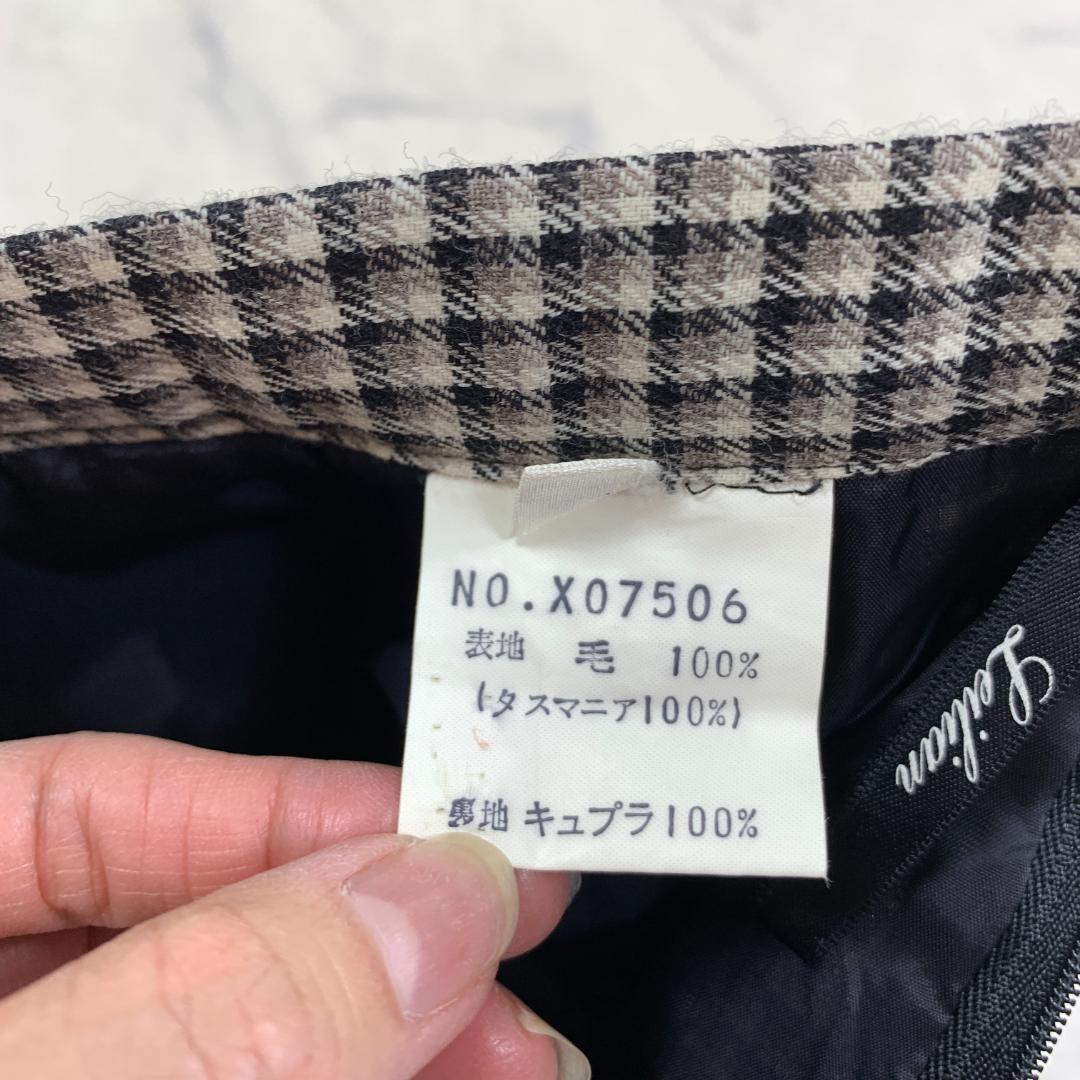 NO.X07506
表地 毛 100%
(タスマニア100%)
裏地 キュプラ100%
Leilian